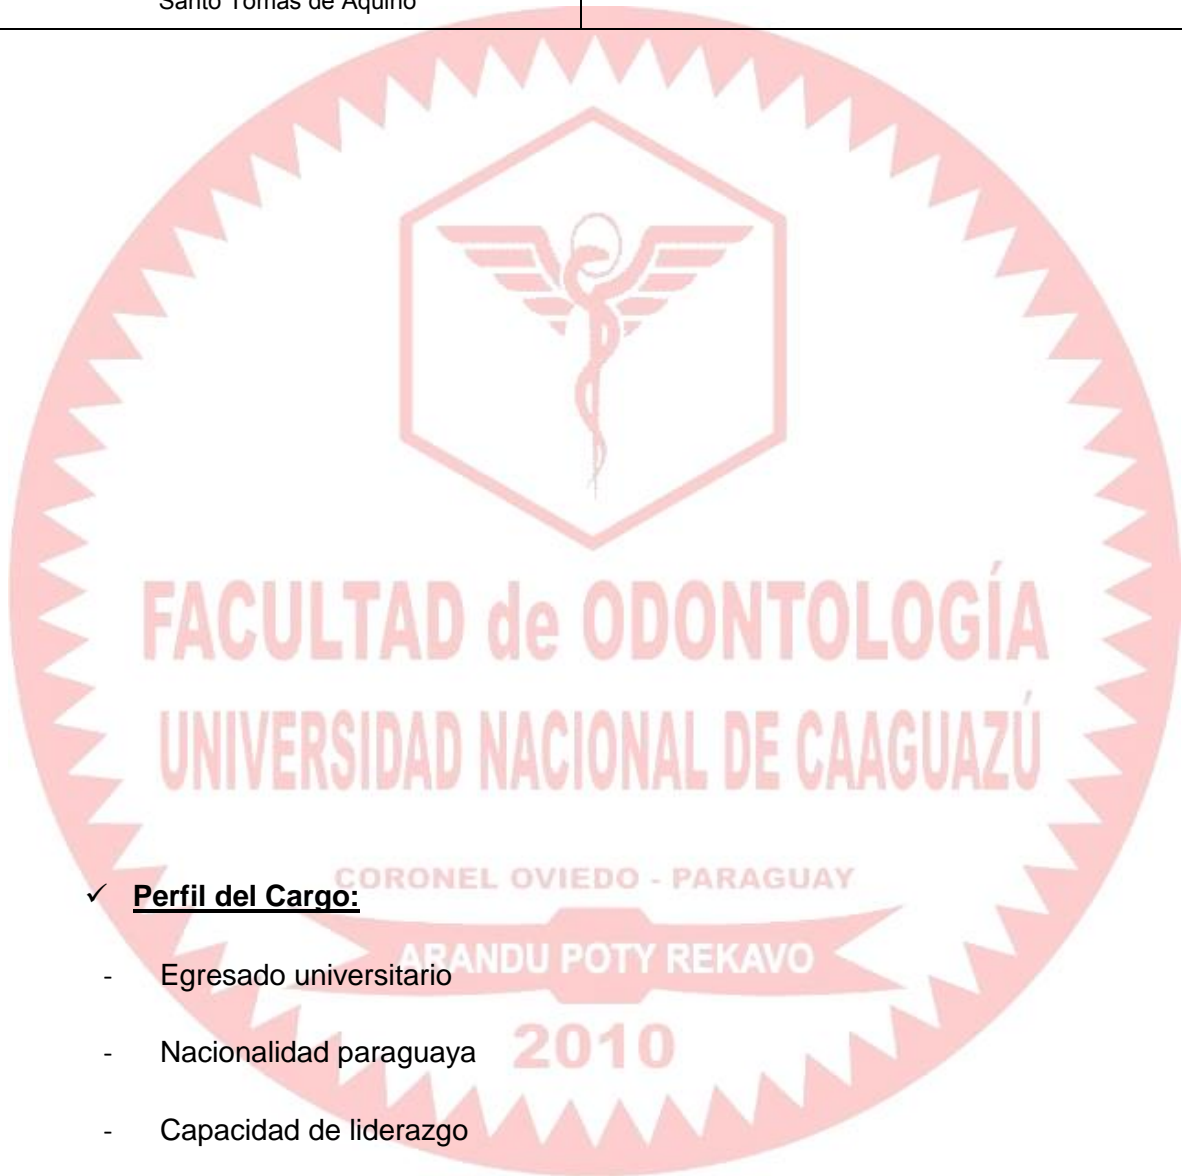 Santo Tomás de Aquino
FACULTAD de ODONTOLOGÍA
UNIVERSIDAD NACIONAL DE CAAGUAZÚ
CORONEL OVIEDO - PARAGUAY
✓ Perfil del Cargo:
ARANDU POTY REKAVO
- Egresado universitario
2010
- Nacionalidad paraguaya
- Capacidad de liderazgo